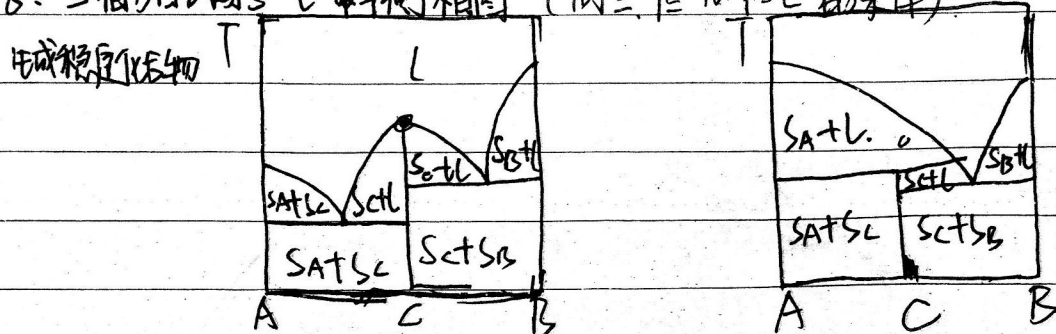 生成稳定化合物
T
L
SA+SC
SC+L
SC+L
SB+L
SA+SC
SC+SB
A
C
B
T
SA+L.
SC+L
SB+L
SA+SC
SC+SB
A
C
B